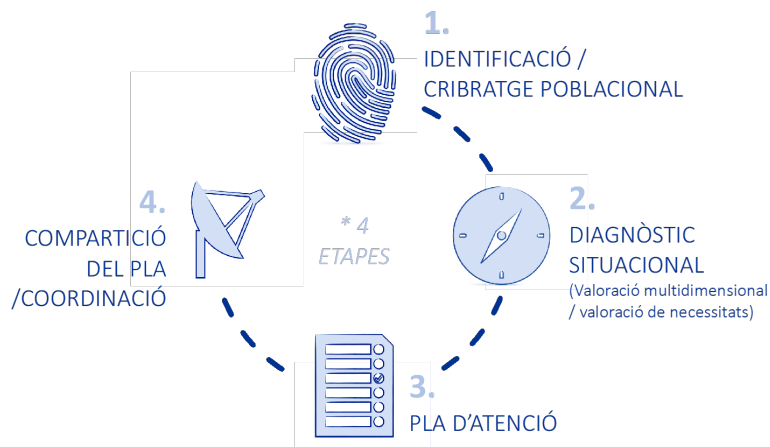 1.
IDENTIFICACIÓ /
CRIBRATGE POBLACIONAL
2.
DIAGNÒSTIC
SITUACIONAL
(Valoració multidimensional
/ valoració de necessitats)
3.
PLA D’ATENCIÓ
4.
COMPARTICIÓ
DEL PLA
/COORDINACIÓ
* 4
ETAPES